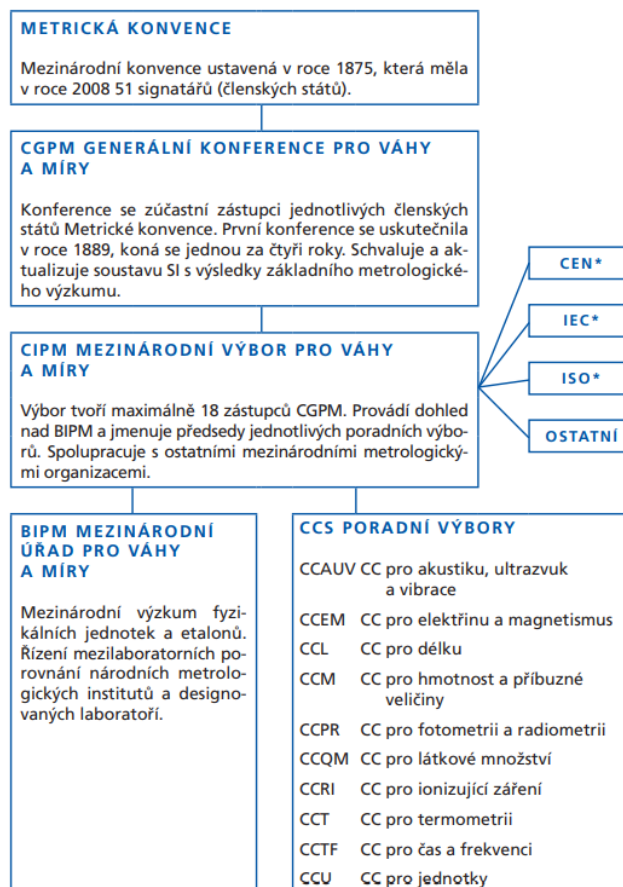 METRICKÁ KONVENCE
Mezinárodní konvence ustavená v roce 1875, která měla
v roce 2008 51 signatářů (členských států).
CGPM GENERÁLNÍ KONFERENCE PRO VÁHY
A MÍRY
Konference se zúčastní zástupci jednotlivých členských
států Metrické konvence. První konference se uskutečnila
v roce 1889, koná se jednou za čtyři roky. Schvaluje a ak-
tualizuje soustavu SI s výsledky základního metrologické-
ho výzkumu.
CEN*
IEC*
ISO*
OSTATNÍ
CIPM MEZINÁRODNÍ VÝBOR PRO VÁHY
A MÍRY
Výbor tvoří maximálně 18 zástupců CGPM. Provádí dohled
nad BIPM a jmenuje předsedy jednotlivých poradních výbo-
rů. Spolupracuje s ostatními mezinárodními metrologický-
mi organizacemi.
BIPM MEZINÁRODNÍ
ÚŘAD PRO VÁHY
A MÍRY
Mezinárodní výzkum fyzi-
kálních jednotek a etalonů.
Řízení mezilaboratorních po-
rovnání národních metrolo-
gických institutů a designo-
vaných laboratoří.
CCS PORADNÍ VÝBORY
CCAUV CC pro akustiku, ultrazvuk
a vibrace
CCEM CC pro elektřinu a magnetismus
CCL CC pro délku
CCM CC pro hmotnost a příbuzné
veličiny
CCPR CC pro fotometrii a radiometrii
CCQM CC pro látkové množství
CCRI CC pro ionizující záření
CCT CC pro termometrii
CCTF CC pro čas a frekvenci
CCU CC pro jednotky